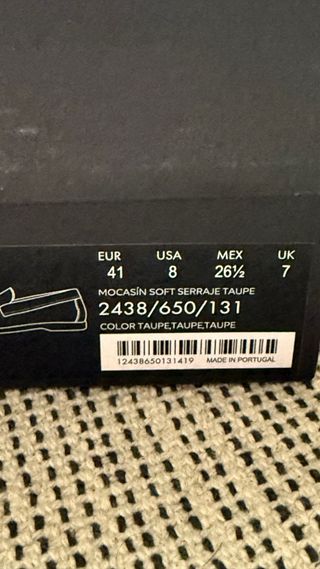 EUR USA MEX UK
41 8 26½ 7
MOCASÍN SOFT SERRAJE TAUPE
2438/650/131
COLOR TAUPE,TAUPE,TAUPE
12438650131419 MADE IN PORTUGAL